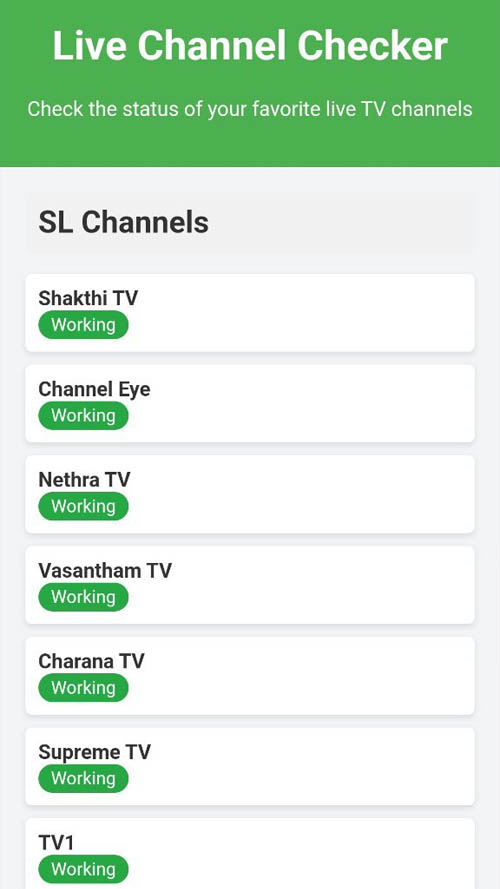 Live Channel Checker
Check the status of your favorite live TV channels
SL Channels
Shakthi TV
Working
Channel Eye
Working
Nethra TV
Working
Vasantham TV
Working
Charana TV
Working
Supreme TV
Working
TV1
Working